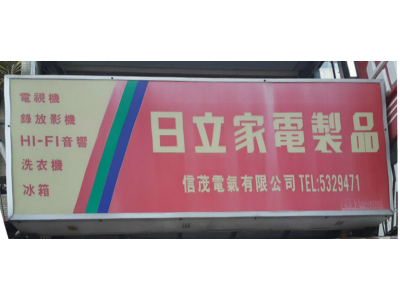 電視機
錄放影機
HI-FI音響
洗衣機
冰箱
日立家電製品
信茂電氣有限公司 TEL:5329471